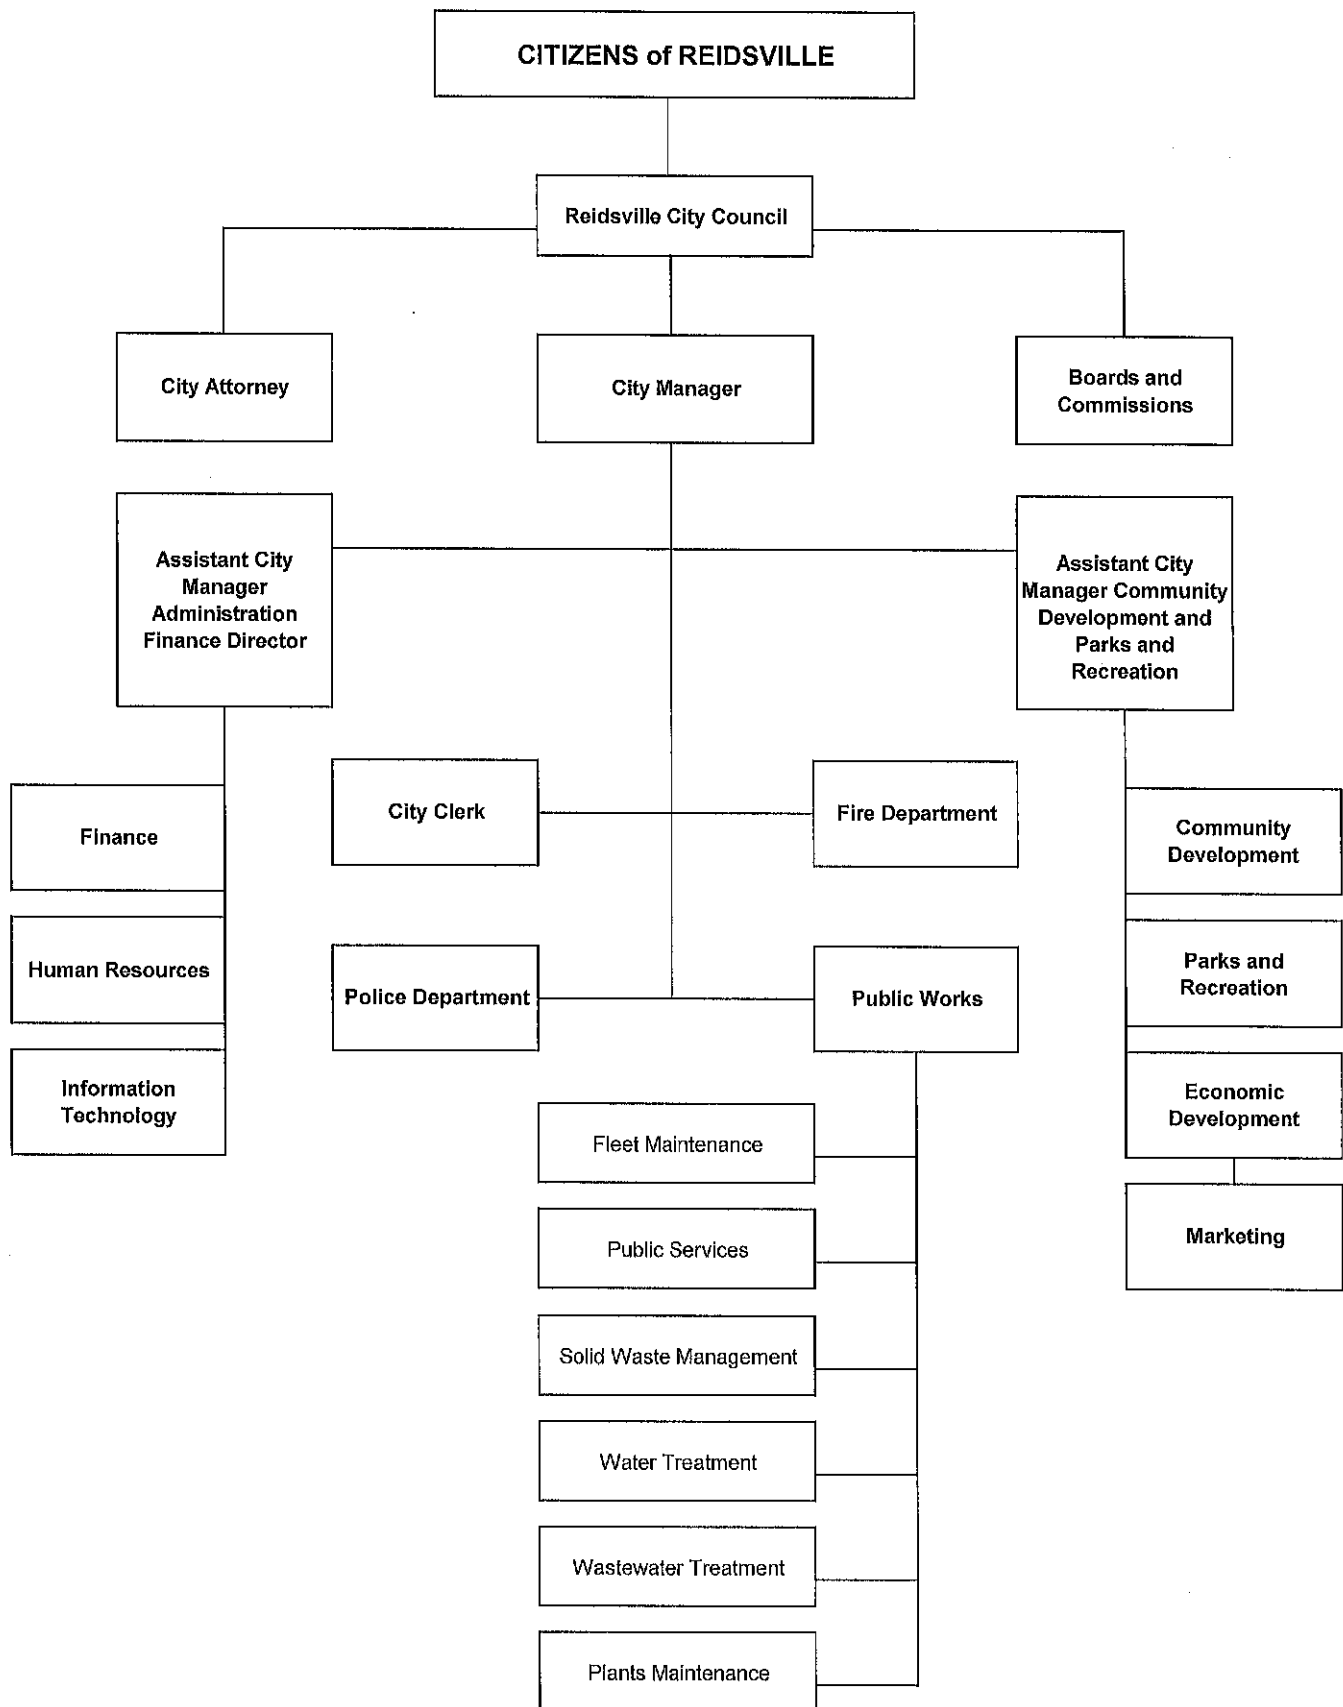 CITIZENS of REIDSVILLE
Reidsville City Council
City Attorney
City Manager
Boards and
Commissions
Assistant City
Manager
Administration
Finance Director
Assistant City
Manager Community
Development and
Parks and
Recreation
Finance
City Clerk
Fire Department
Community
Development
Human Resources
Police Department
Public Works
Parks and
Recreation
Information
Technology
Economic
Development
Fleet Maintenance
Public Services
Marketing
Solid Waste Management
Water Treatment
Wastewater Treatment
Plants Maintenance